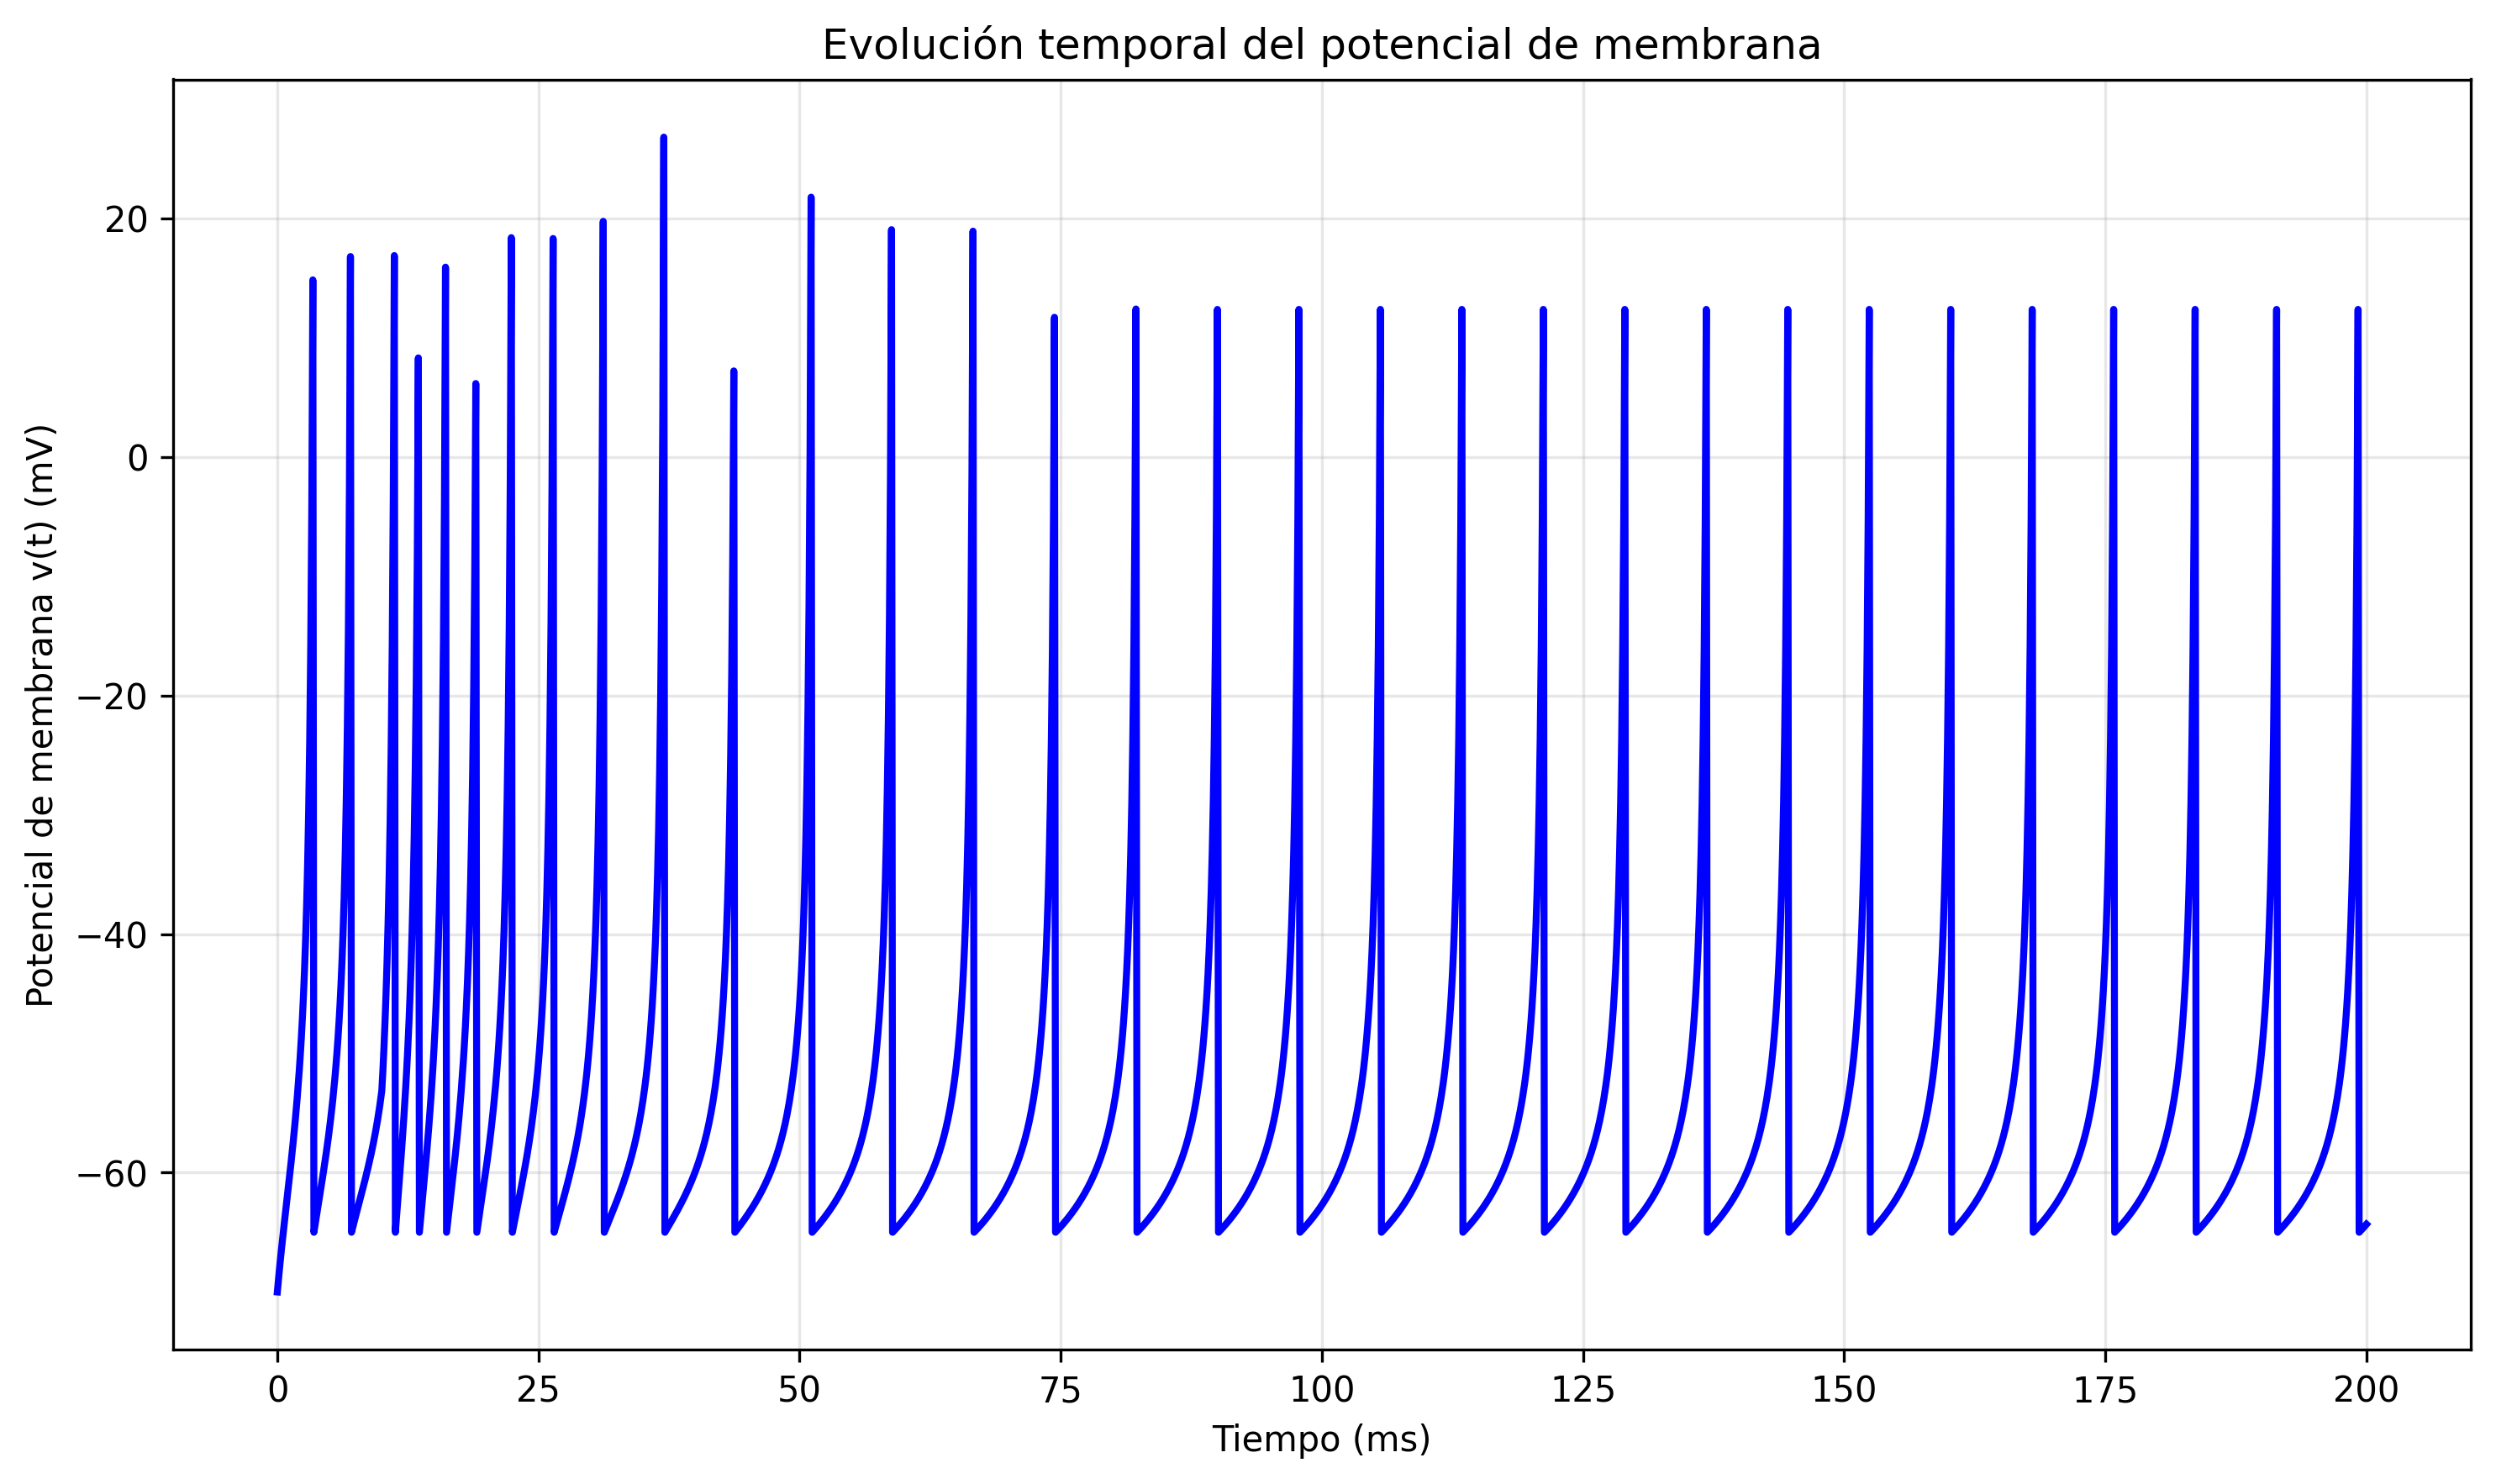 Evolución temporal del potencial de membrana
Potencial de membrana v(t) (mV)
20
0
−20
−40
−60
0 25 50 75 100 125 150 175 200
Tiempo (ms)